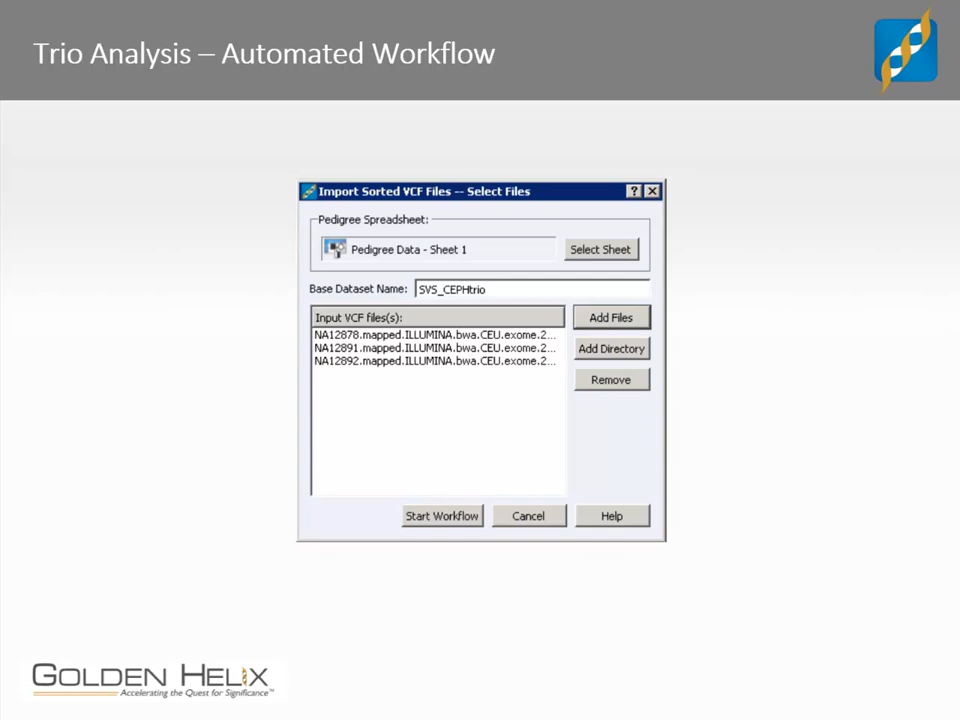 Trio Analysis – Automated Workflow
Import Sorted VCF Files -- Select Files
Pedigree Spreadsheet:
Pedigree Data - Sheet 1
Select Sheet
Base Dataset Name: SVS_CEPHtrio
Input VCF files(s):
Add Files
NA12878.mapped.ILLUMINA.bwa.CEU.exome.2...
NA12891.mapped.ILLUMINA.bwa.CEU.exome.2...
NA12892.mapped.ILLUMINA.bwa.CEU.exome.2...
Add Directory
Remove
Start Workflow
Cancel
Help
GOLDEN HELIX
Accelerating the Quest for Significance™